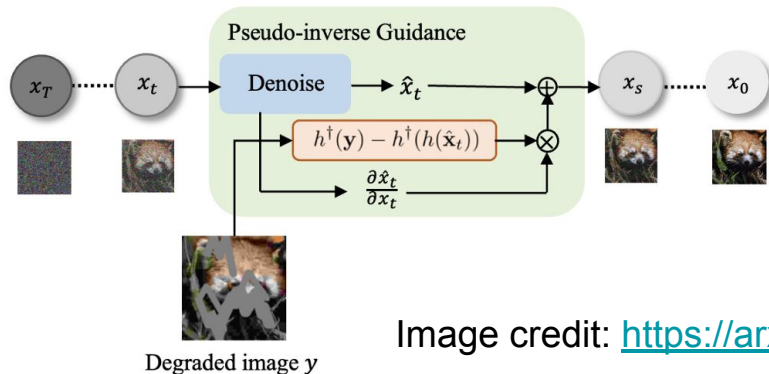 Pseudo-inverse Guidance
x_T
x_t
Denoise
x̂_t
x_s
x_0
h†(y) − h†(h(x̂_t))
∂x̂_t
∂x_t
Degraded image y
Image credit: https://ar